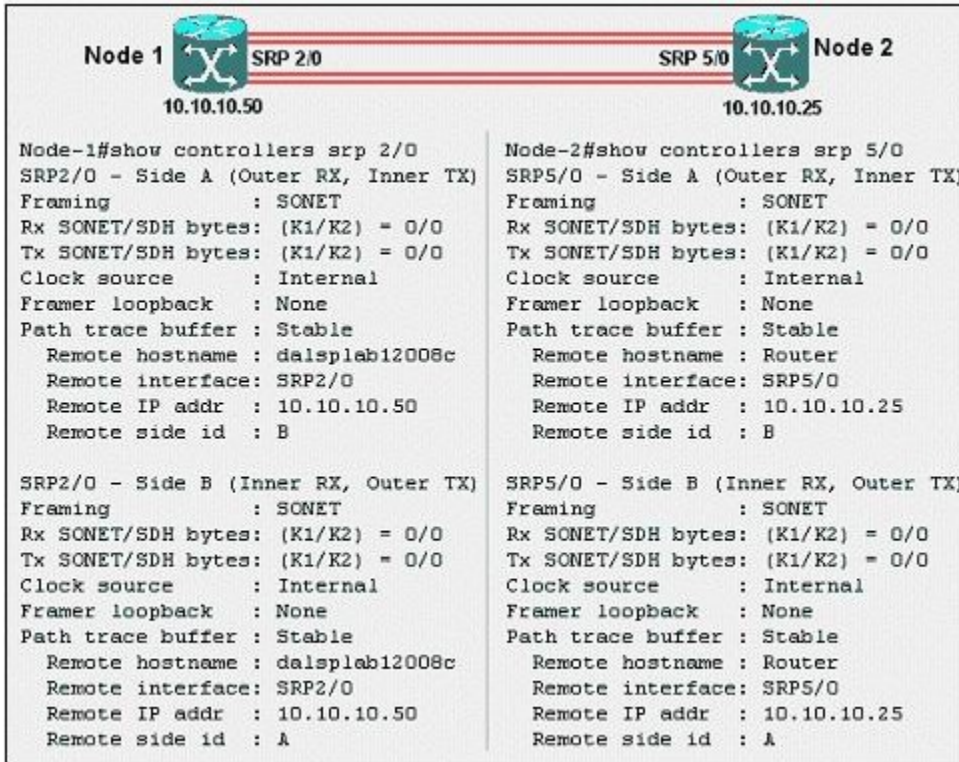 Node 1
SRP 2/0
SRP 5/0
Node 2
10.10.10.50
10.10.10.25
Node-1#show controllers srp 2/0
SRP2/0 - Side A (Outer RX, Inner TX)
Framing : SONET
Rx SONET/SDH bytes: (K1/K2) = 0/0
Tx SONET/SDH bytes: (K1/K2) = 0/0
Clock source : Internal
Framer loopback : None
Path trace buffer : Stable
Remote hostname : dalsplab12008c
Remote interface: SRP2/0
Remote IP addr : 10.10.10.50
Remote side id : B
SRP2/0 - Side B (Inner RX, Outer TX)
Framing : SONET
Rx SONET/SDH bytes: (K1/K2) = 0/0
Tx SONET/SDH bytes: (K1/K2) = 0/0
Clock source : Internal
Framer loopback : None
Path trace buffer : Stable
Remote hostname : dalsplab12008c
Remote interface: SRP2/0
Remote IP addr : 10.10.10.50
Remote side id : A
Node-2#show controllers srp 5/0
SRP5/0 - Side A (Outer RX, Inner TX)
Framing : SONET
Rx SONET/SDH bytes: (K1/K2) = 0/0
Tx SONET/SDH bytes: (K1/K2) = 0/0
Clock source : Internal
Framer loopback : None
Path trace buffer : Stable
Remote hostname : Router
Remote interface: SRP5/0
Remote IP addr : 10.10.10.25
Remote side id : B
SRP5/0 - Side B (Inner RX, Outer TX)
Framing : SONET
Rx SONET/SDH bytes: (K1/K2) = 0/0
Tx SONET/SDH bytes: (K1/K2) = 0/0
Clock source : Internal
Framer loopback : None
Path trace buffer : Stable
Remote hostname : Router
Remote interface: SRP5/0
Remote IP addr : 10.10.10.25
Remote side id : A